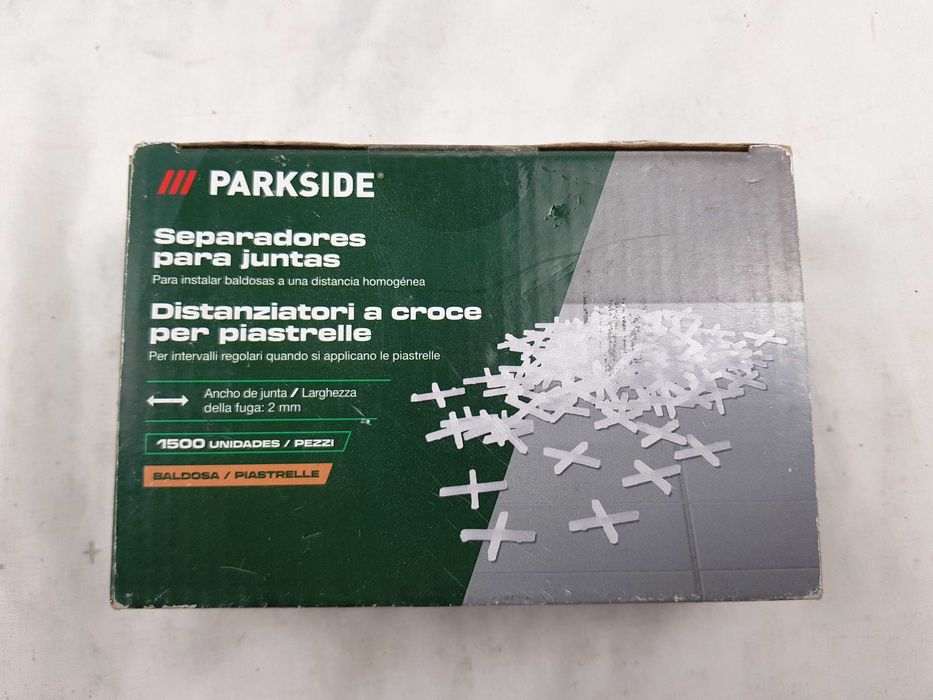 /// PARKSIDE®
Separadores
para juntas
Para instalar baldosas a una distancia homogénea
Distanziatori a croce
per piastrelle
Per intervalli regolari quando si applicano le piastrelle
Ancho de junta / Larghezza
della fuga: 2 mm
1500 UNIDADES / PEZZI
BALDOSA / PIASTRELLE